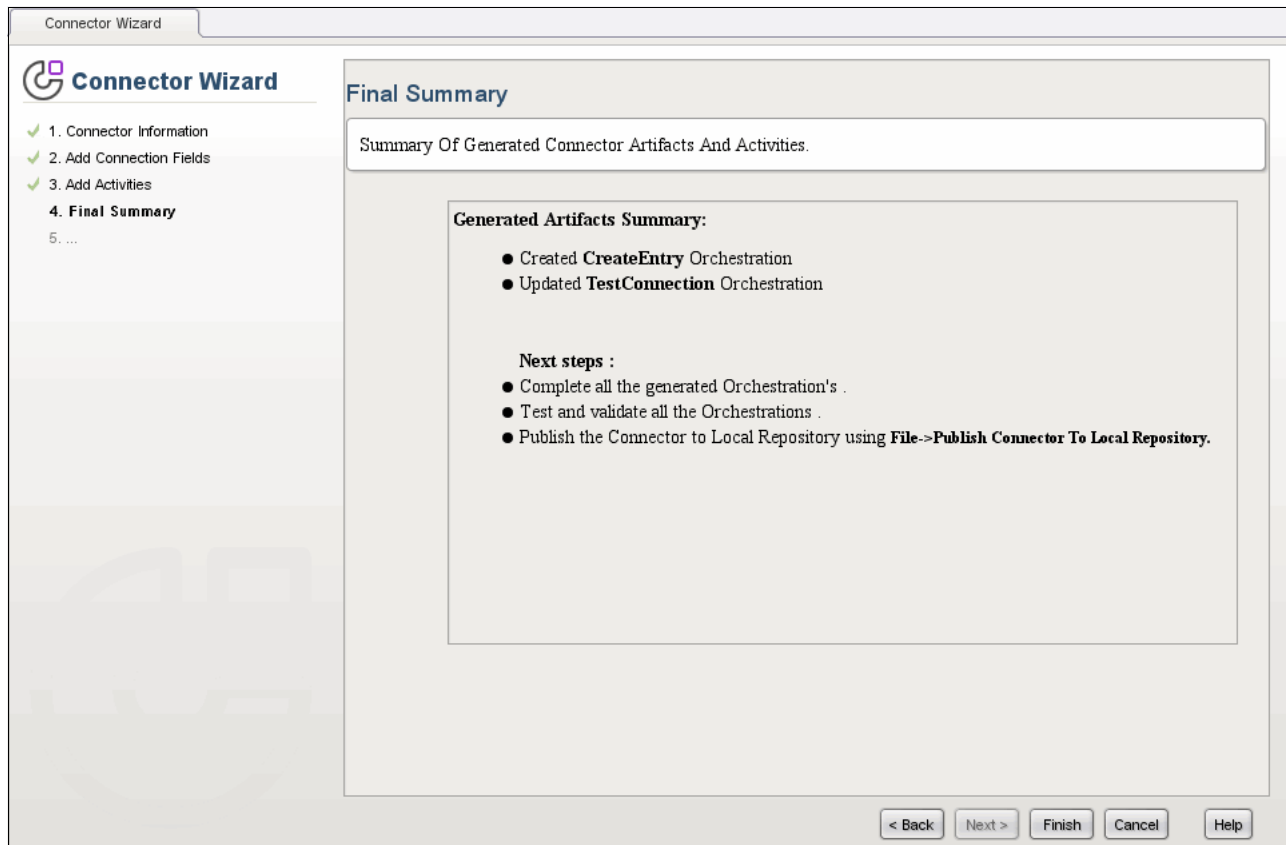 Connector Wizard
Connector Wizard
1. Connector Information
2. Add Connection Fields
3. Add Activities
4. Final Summary
5. ...
Final Summary
Summary Of Generated Connector Artifacts And Activities.
Generated Artifacts Summary:
● Created CreateEntry Orchestration
● Updated TestConnection Orchestration
Next steps :
● Complete all the generated Orchestration's .
● Test and validate all the Orchestrations .
● Publish the Connector to Local Repository using File->Publish Connector To Local Repository.
< Back Next > Finish Cancel Help